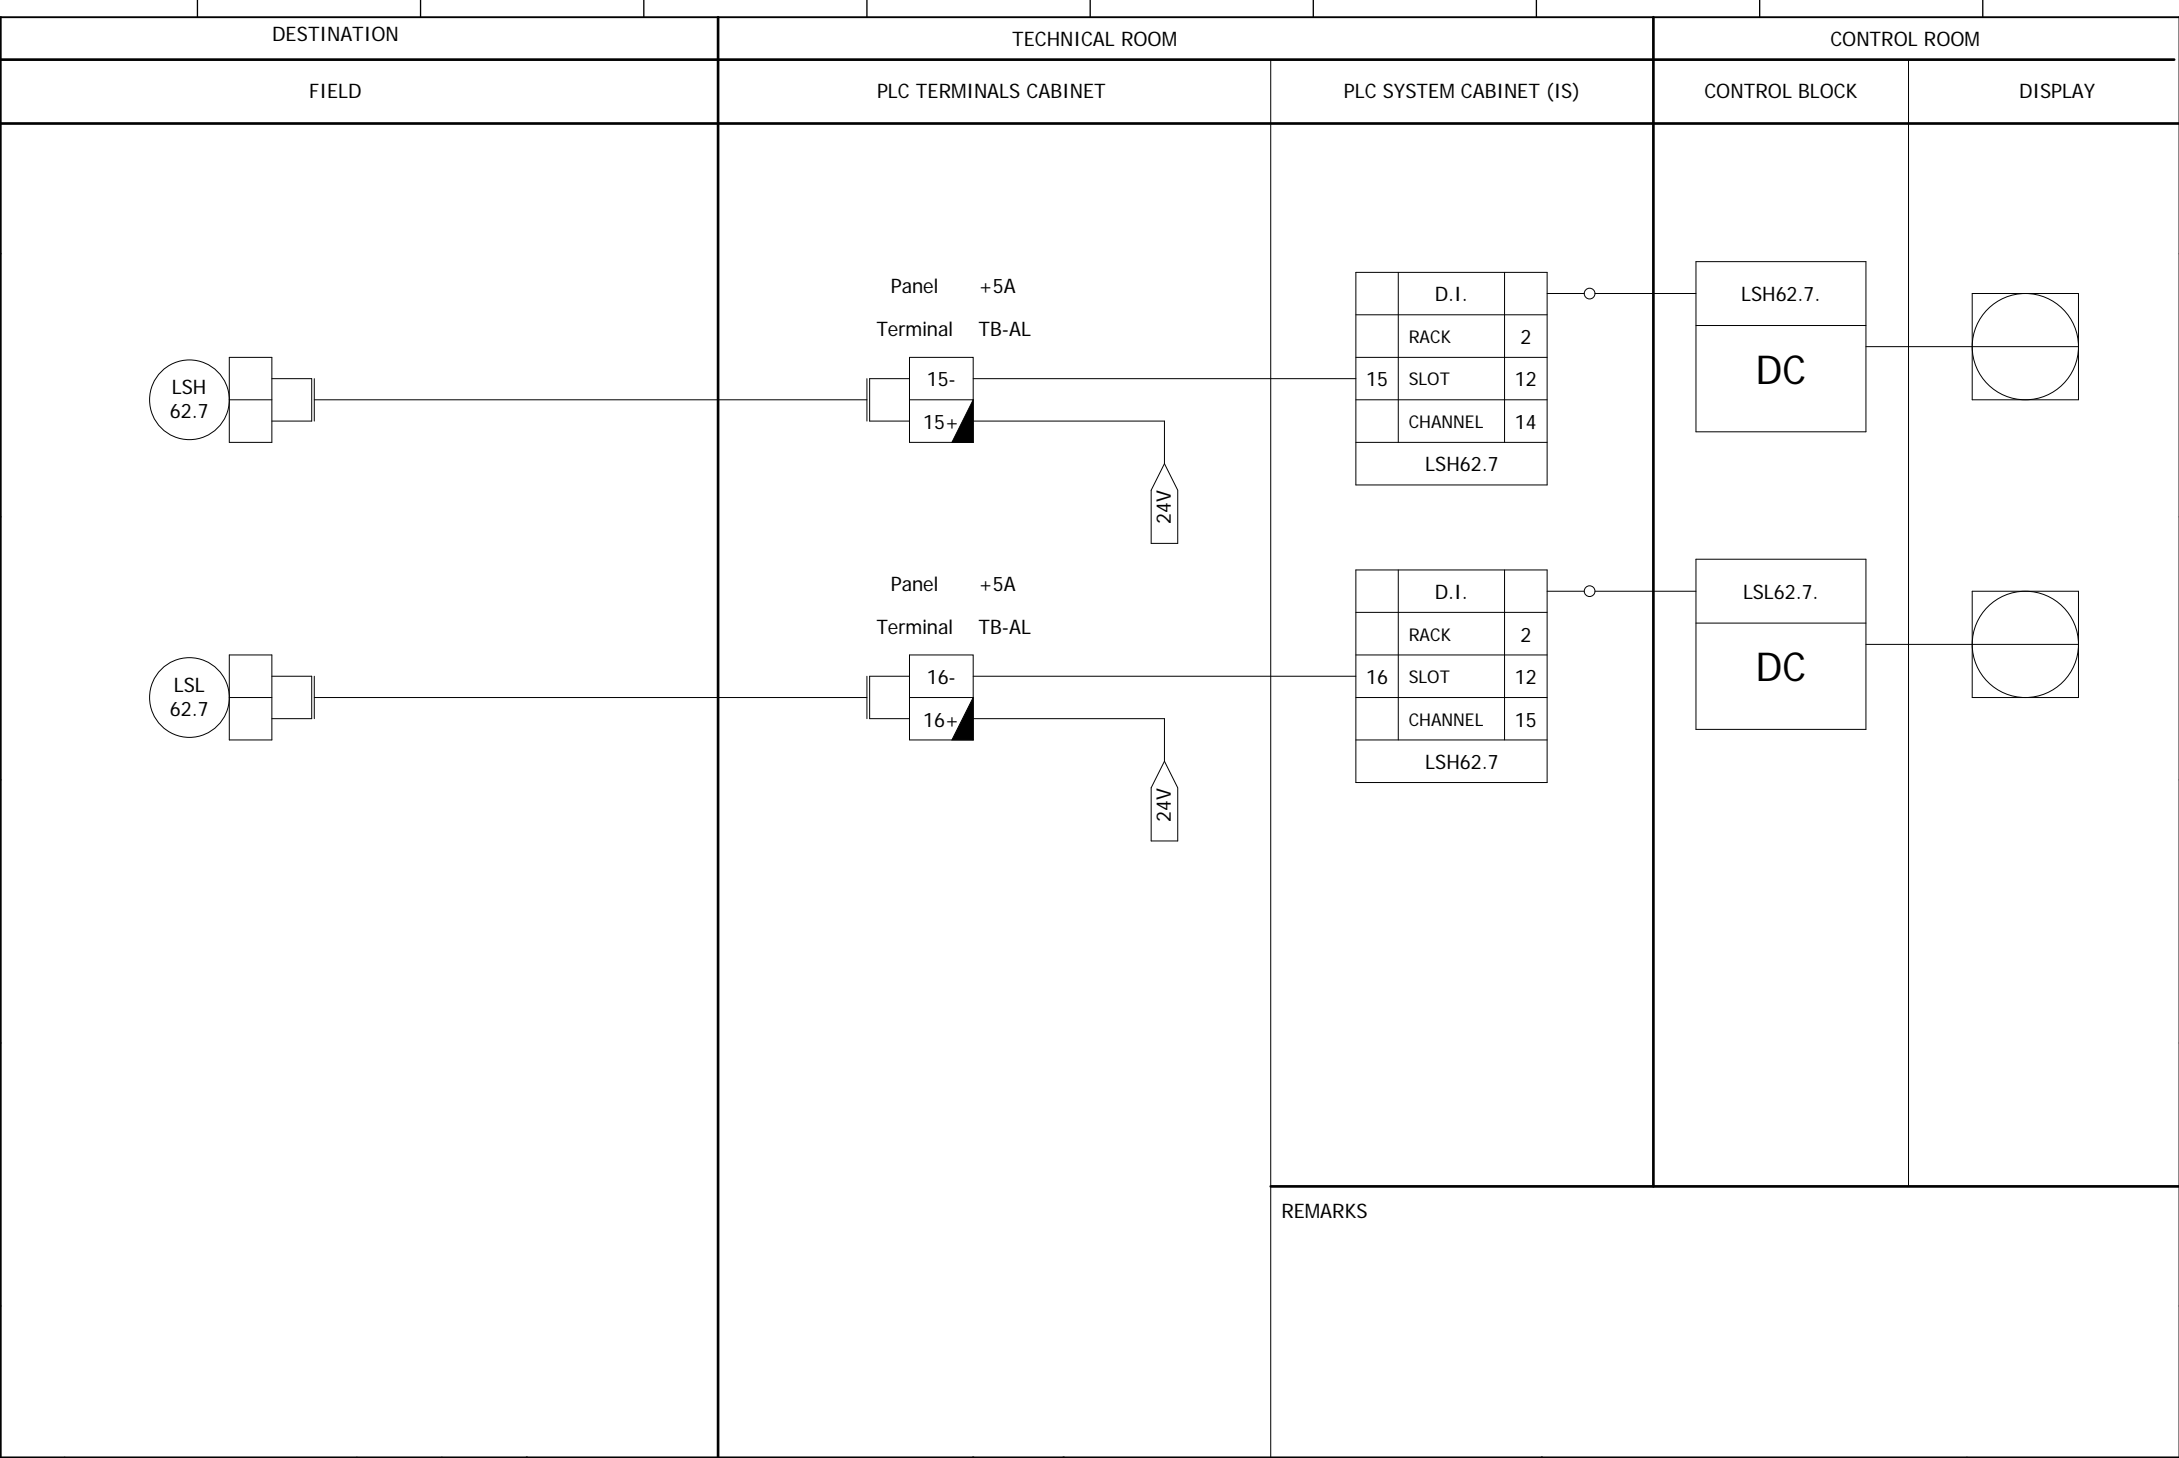 DESTINATION
TECHNICAL ROOM
CONTROL ROOM
FIELD
PLC TERMINALS CABINET
PLC SYSTEM CABINET (IS)
CONTROL BLOCK
DISPLAY
LSH
62.7
Panel +5A
Terminal TB-AL
15-
15+
24V
D.I.
RACK 2
15 SLOT 12
CHANNEL 14
LSH62.7
LSH62.7.
DC
LSL
62.7
Panel +5A
Terminal TB-AL
16-
16+
24V
D.I.
RACK 2
16 SLOT 12
CHANNEL 15
LSH62.7
LSL62.7.
DC
REMARKS